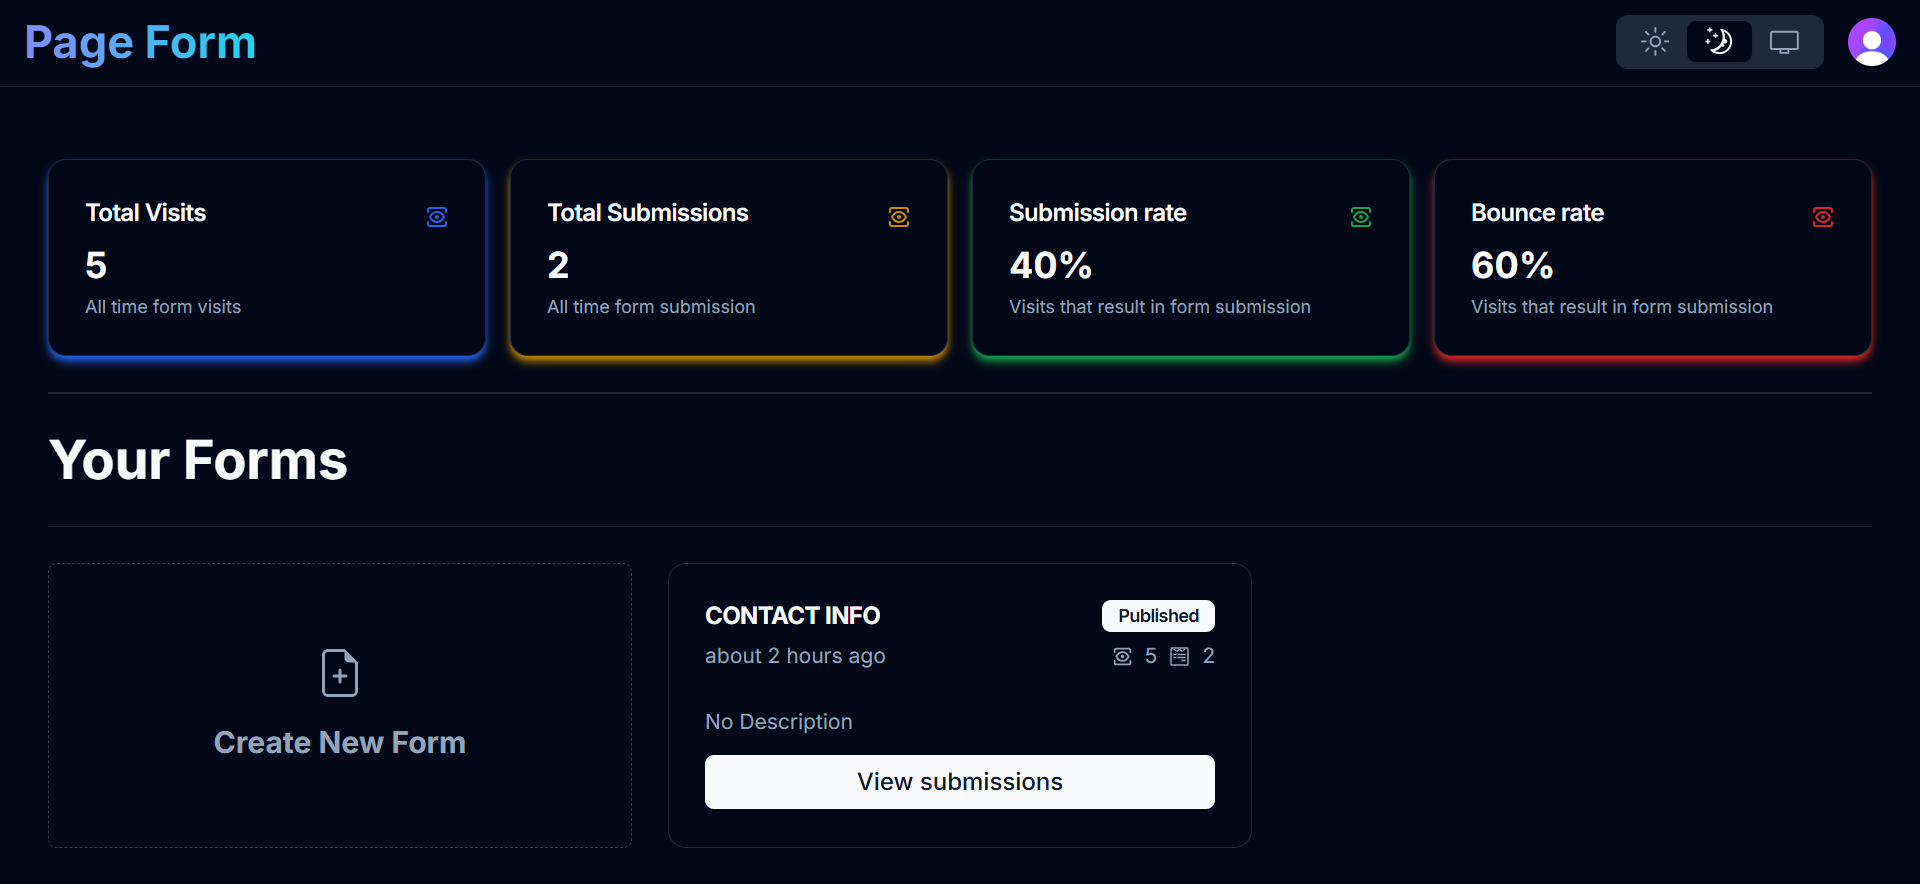 Page Form
Total Visits
5
All time form visits
Total Submissions
2
All time form submission
Submission rate
40%
Visits that result in form submission
Bounce rate
60%
Visits that result in form submission
Your Forms
Create New Form
CONTACT INFO
Published
about 2 hours ago
5 2
No Description
View submissions